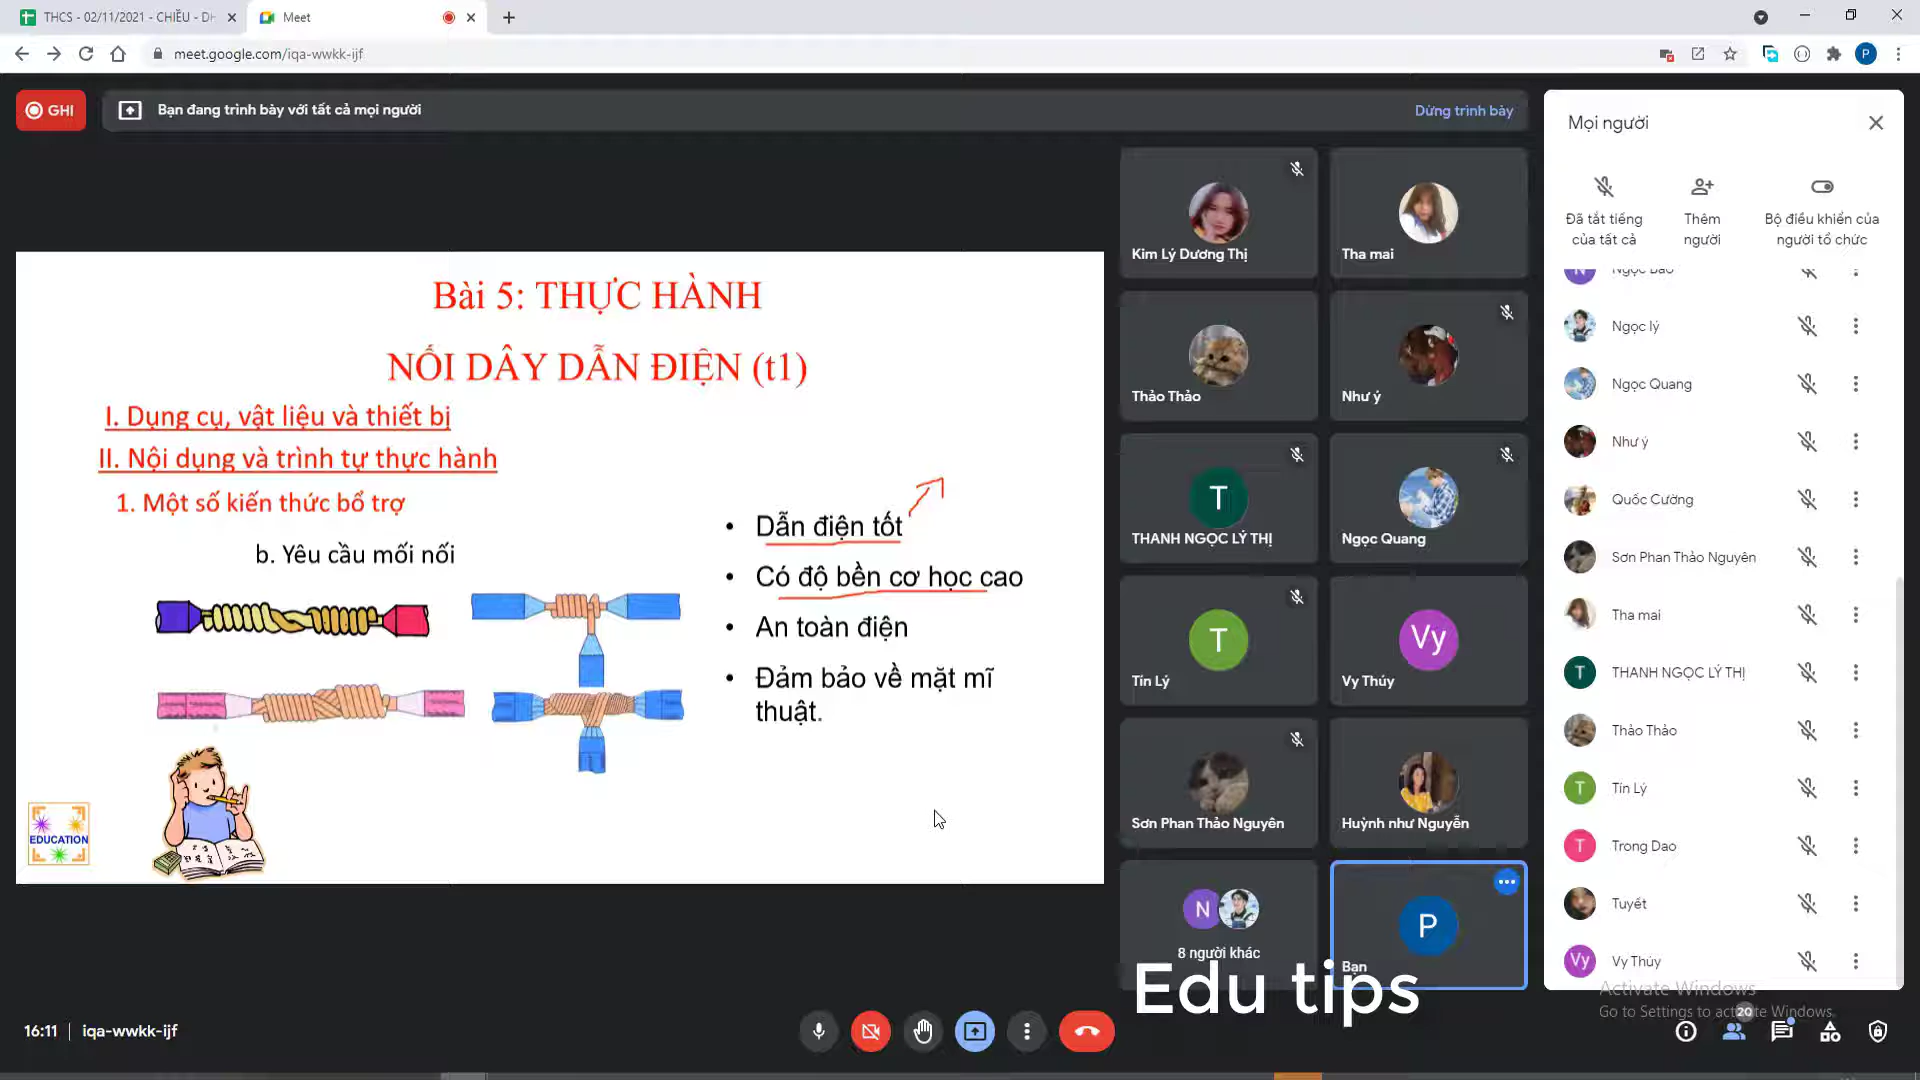 THCS - 02/11/2021 - CHIỀU - DH
Meet
meet.google.com/iqa-wwkk-ijf
P
GHI
Bạn đang trình bày với tất cả mọi người
Dừng trình bày
Bài 5: THỰC HÀNH
NỐI DÂY DẪN ĐIỆN (t1)
I. Dụng cụ, vật liệu và thiết bị
II. Nội dung và trình tự thực hành
1. Một số kiến thức bổ trợ
b. Yêu cầu mối nối
• Dẫn điện tốt
• Có độ bền cơ học cao
• An toàn điện
• Đảm bảo về mặt mĩ
thuật.
EDUCATION
Kim Lý Dương Thị
Tha mai
Thảo Thảo
Như ý
T
THANH NGỌC LÝ THỊ
Ngọc Quang
T
Tín Lý
Vy
Vy Thúy
Sơn Phan Thảo Nguyên
Huỳnh như Nguyễn
N
8 người khác
P
Bạn
Edu tips
Mọi người
Đã tắt tiếng
của tất cả
Thêm
người
Bộ điều khiển của
người tổ chức
N
Ngọc Bảo
Ngọc lý
Ngọc Quang
Như ý
Quốc Cường
Sơn Phan Thảo Nguyên
Tha mai
T
THANH NGỌC LÝ THỊ
Thảo Thảo
T
Tín Lý
T
Trong Dao
Tuyết
Vy
Vy Thúy
Activate Windows
Go to Settings to activate Windows.
20
16:11
iqa-wwkk-ijf